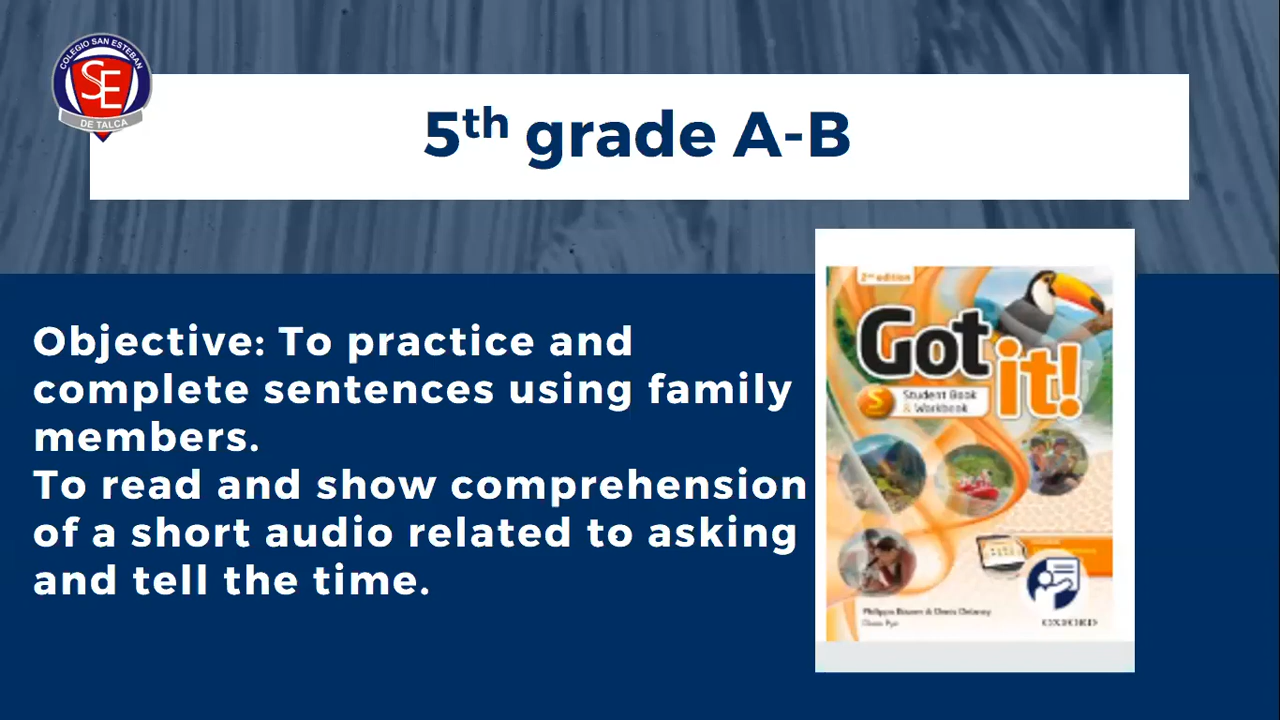 COLEGIO SAN ESTEBAN
SE
DE TALCA
5th grade A-B
Objective: To practice and
complete sentences using family
members.
To read and show comprehension
of a short audio related to asking
and tell the time.
2nd edition
Got
it!
S
Student Book
& Workbook
OXFORD